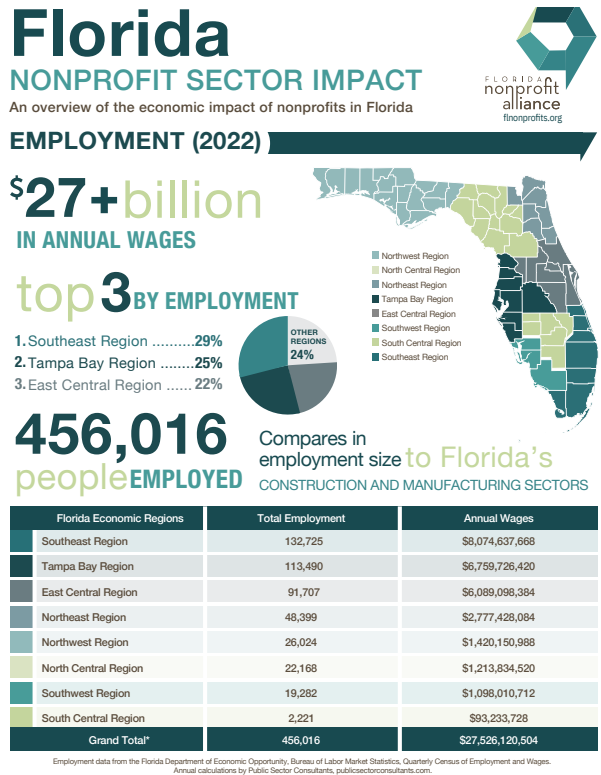 Florida
NONPROFIT SECTOR IMPACT
An overview of the economic impact of nonprofits in Florida
FLORIDA
nonprofit
alliance
flnonprofits.org
EMPLOYMENT (2022)
$27+billion
IN ANNUAL WAGES
top 3 BY EMPLOYMENT
1. Southeast Region ..........29%
2. Tampa Bay Region ........25%
3. East Central Region ...... 22%
OTHER
REGIONS
24%
Northwest Region
North Central Region
Northeast Region
Tampa Bay Region
East Central Region
Southwest Region
South Central Region
Southeast Region
456,016
people EMPLOYED
Compares in
employment size to Florida's
CONSTRUCTION AND MANUFACTURING SECTORS
Florida Economic Regions Total Employment Annual Wages
Southeast Region 132,725 $8,074,637,668
Tampa Bay Region 113,490 $6,759,726,420
East Central Region 91,707 $6,089,098,384
Northeast Region 48,399 $2,777,428,084
Northwest Region 26,024 $1,420,150,988
North Central Region 22,168 $1,213,834,520
Southwest Region 19,282 $1,098,010,712
South Central Region 2,221 $93,233,728
Grand Total* 456,016 $27,526,120,504
Employment data from the Florida Department of Economic Opportunity, Bureau of Labor Market Statistics, Quarterly Census of Employment and Wages.
Annual calculations by Public Sector Consultants, publicsectorconsultants.com.